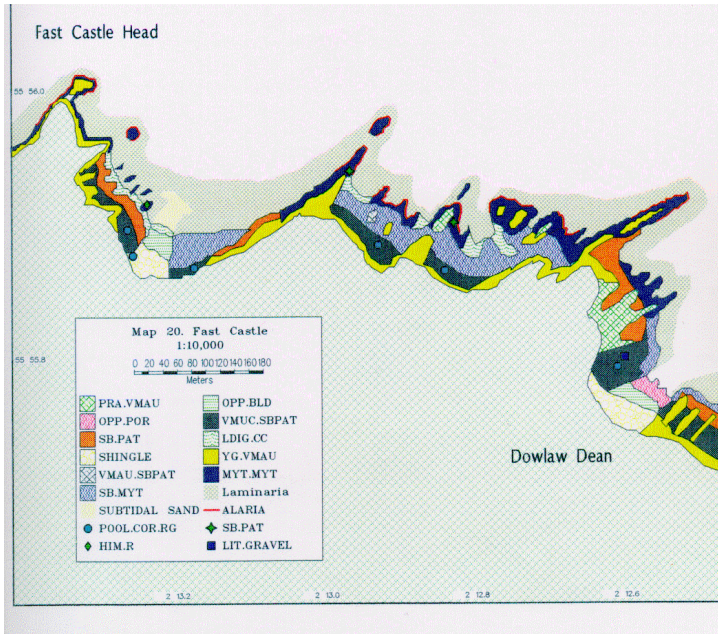 Fast Castle Head
55 56.0
Map 20. Fast Castle
1:10,000
0 20 40 60 80 100 120 140 160 180
Meters
55 55.8
PRA.VMAU
OPP.BLD
OPP.POR
VMUC.SBPAT
SB.PAT
LDIG.CC
SHINGLE
YG.VMAU
VMAU.SBPAT
MYT.MYT
SB.MYT
Laminaria
SUBTIDAL SAND
ALARIA
POOL.COR.RG
SB.PAT
HIM.R
LIT.GRAVEL
Dowlaw Dean
2 13.2
2 13.0
2 12.8
2 12.6